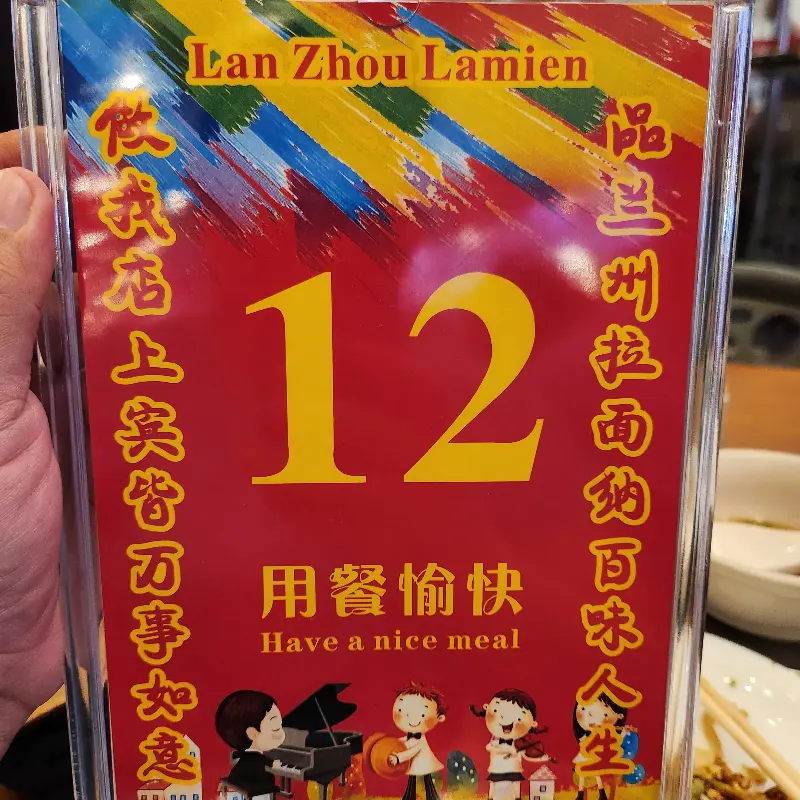 Lan Zhou Lamien
品兰州拉面纳百味人生
做我店上宾皆万事如意
12
用餐愉快
Have a nice meal